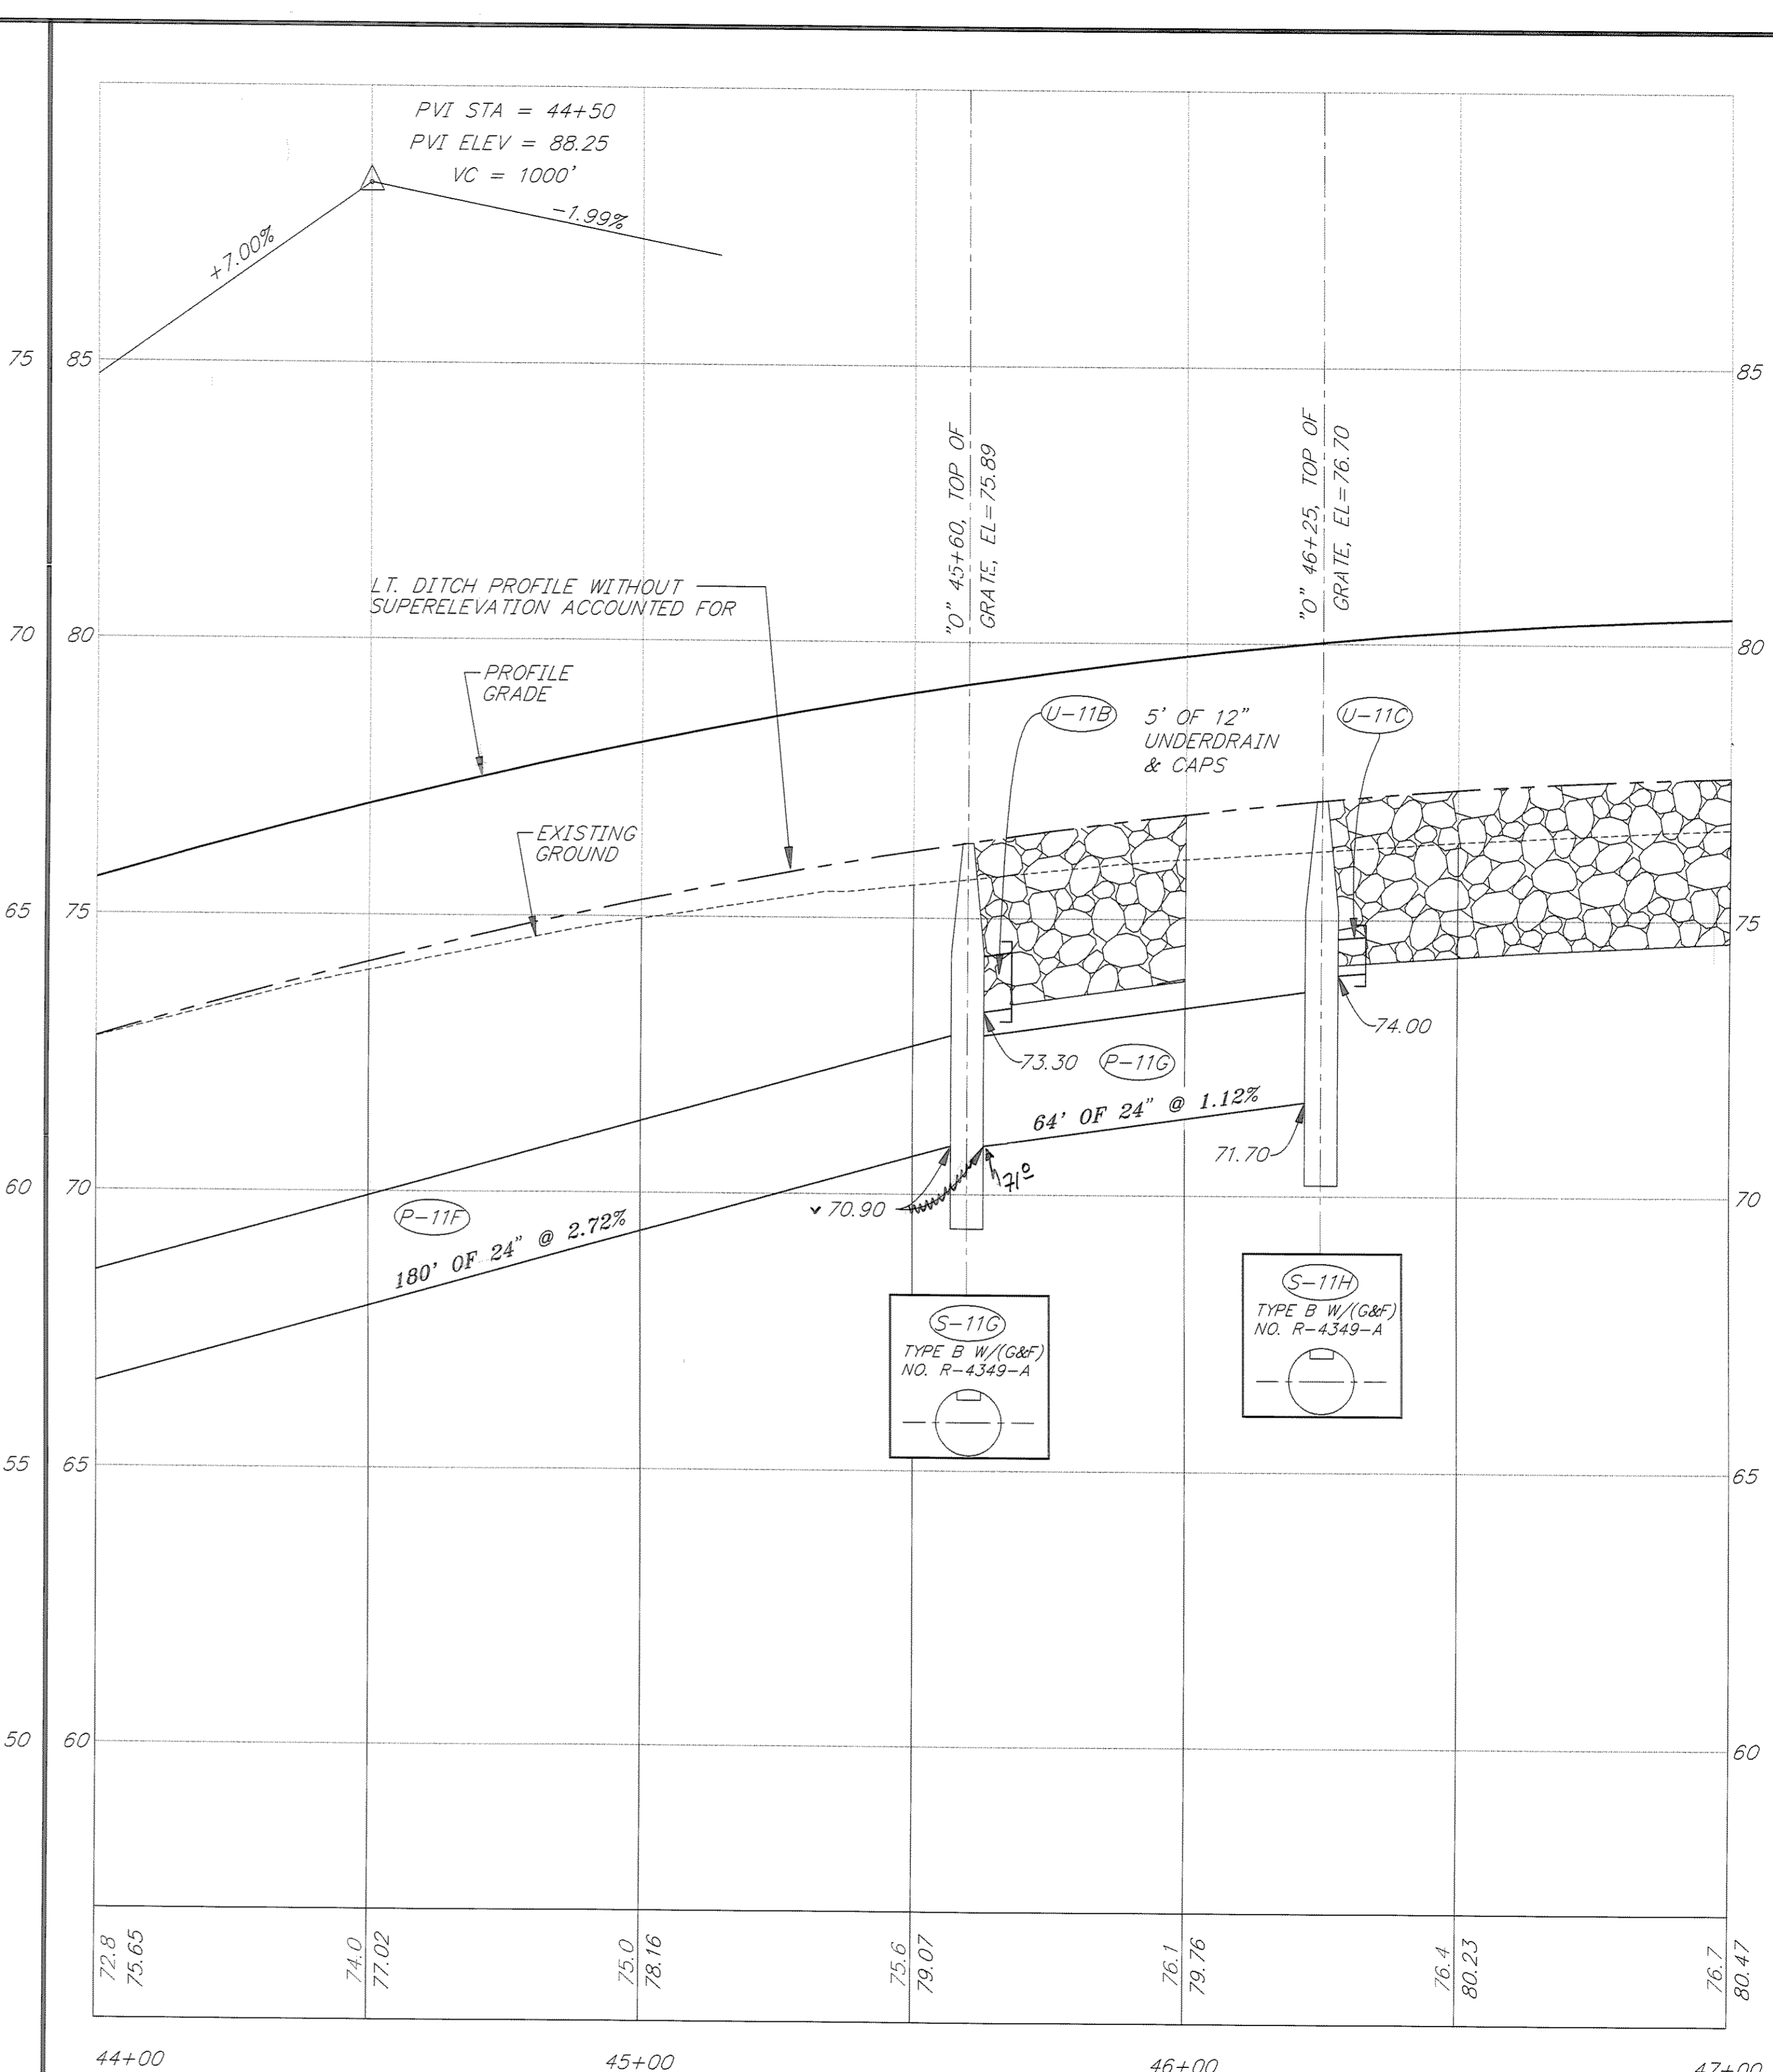 PVI STA = 44+50
PVI ELEV = 88.25
VC = 1000'
+7.00%
-1.99%
75 85
85
"O" 45+60, TOP OF
GRATE, EL=75.89
"O" 46+25, TOP OF
GRATE, EL=76.70
LT. DITCH PROFILE WITHOUT
SUPERELEVATION ACCOUNTED FOR
70 80
80
PROFILE
GRADE
U-11B
5' OF 12"
UNDERDRAIN
& CAPS
U-11C
EXISTING
GROUND
65 75
75
74.00
73.30
P-11G
64' OF 24" @ 1.12%
71.70
71º
60 70
70
70.90
P-11F
180' OF 24" @ 2.72%
S-11G
TYPE B W/(G&F)
NO. R-4349-A
S-11H
TYPE B W/(G&F)
NO. R-4349-A
55 65
65
50 60
60
72.8
75.65
74.0
77.02
75.0
78.16
75.6
79.07
76.1
79.76
76.4
80.23
76.7
80.47
44+00
45+00
46+00
47+00